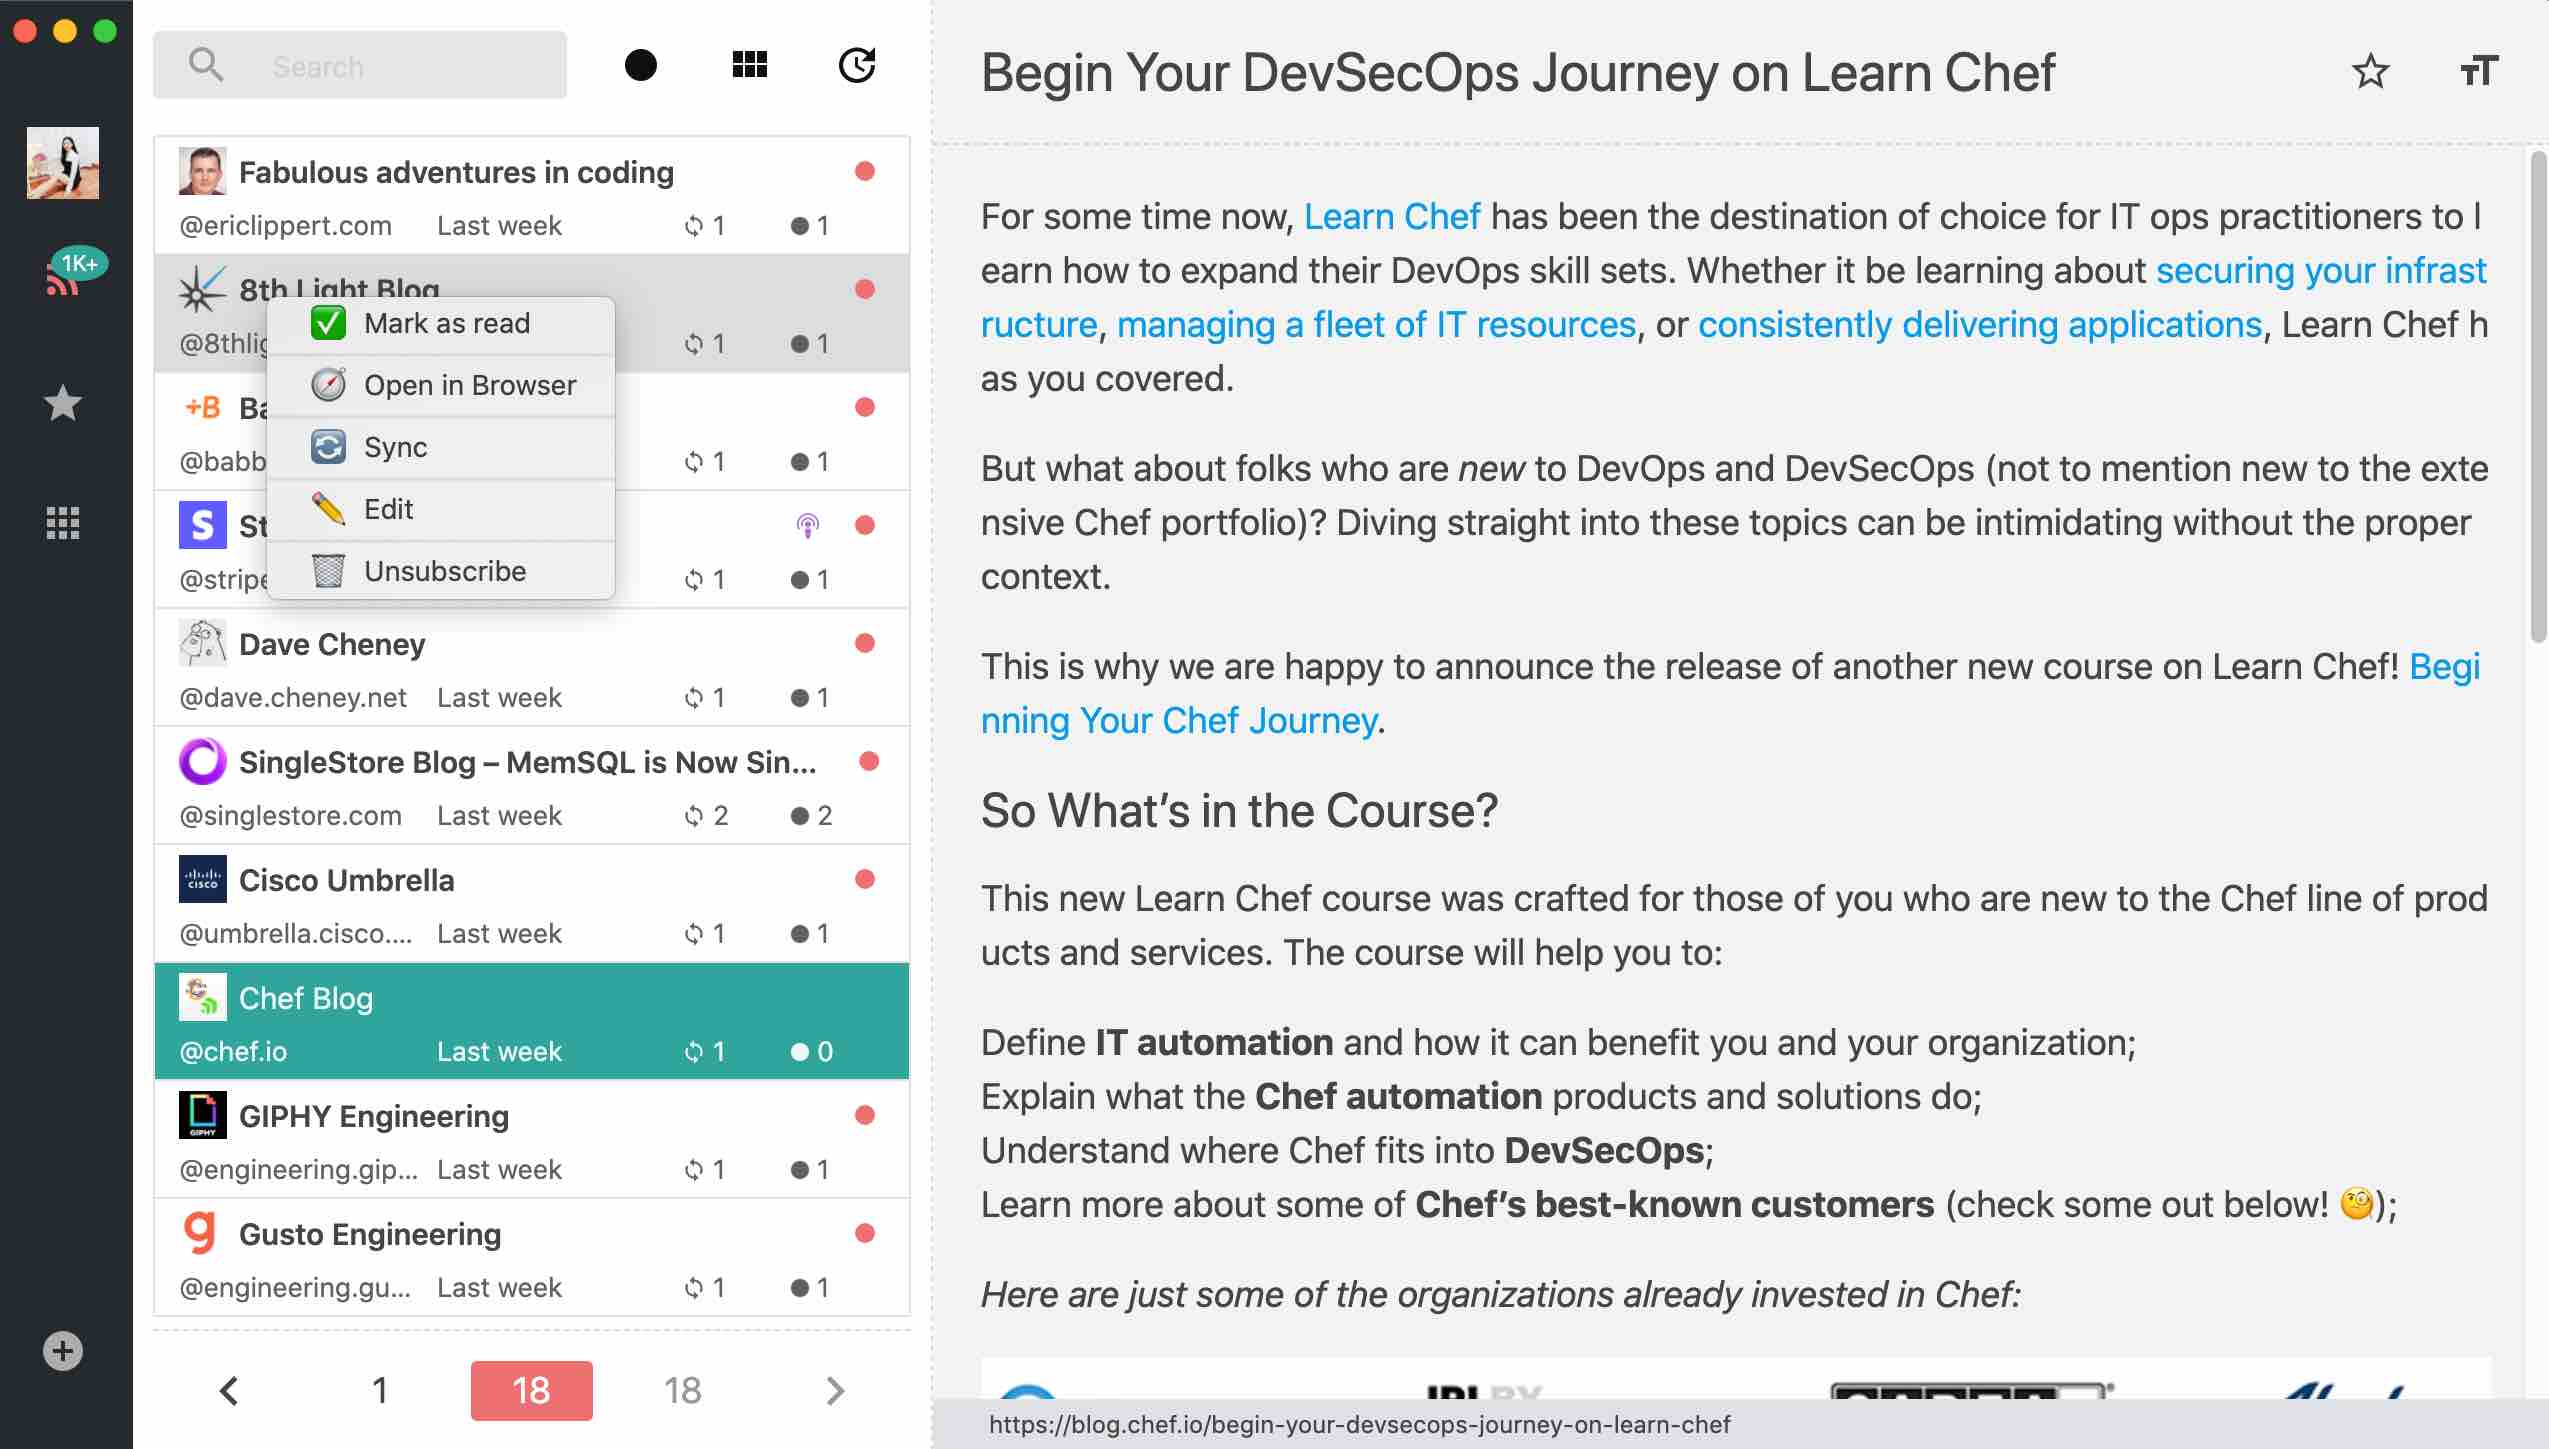 Search
1K+
Fabulous adventures in coding
@ericlippert.com Last week 1 1
8th Light Blog
@8thlig 1 1
Mark as read
Open in Browser
Sync
Edit
Unsubscribe
+B Ba
@babb 1 1
S St
@stripe 1 1
Dave Cheney
@dave.cheney.net Last week 1 1
SingleStore Blog – MemSQL is Now Sin...
@singlestore.com Last week 2 2
CISCO Cisco Umbrella
@umbrella.cisco.... Last week 1 1
Chef Blog
@chef.io Last week 1 0
GIPHY GIPHY Engineering
@engineering.gip... Last week 1 1
g Gusto Engineering
@engineering.gu... Last week 1 1
1 18 18
Begin Your DevSecOps Journey on Learn Chef
For some time now, Learn Chef has been the destination of choice for IT ops practitioners to l
earn how to expand their DevOps skill sets. Whether it be learning about securing your infrast
ructure, managing a fleet of IT resources, or consistently delivering applications, Learn Chef h
as you covered.
But what about folks who are new to DevOps and DevSecOps (not to mention new to the exte
nsive Chef portfolio)? Diving straight into these topics can be intimidating without the proper
context.
This is why we are happy to announce the release of another new course on Learn Chef! Begi
nning Your Chef Journey.
So What's in the Course?
This new Learn Chef course was crafted for those of you who are new to the Chef line of prod
ucts and services. The course will help you to:
Define IT automation and how it can benefit you and your organization;
Explain what the Chef automation products and solutions do;
Understand where Chef fits into DevSecOps;
Learn more about some of Chef's best-known customers (check some out below! 🧐);
Here are just some of the organizations already invested in Chef:
https://blog.chef.io/begin-your-devsecops-journey-on-learn-chef